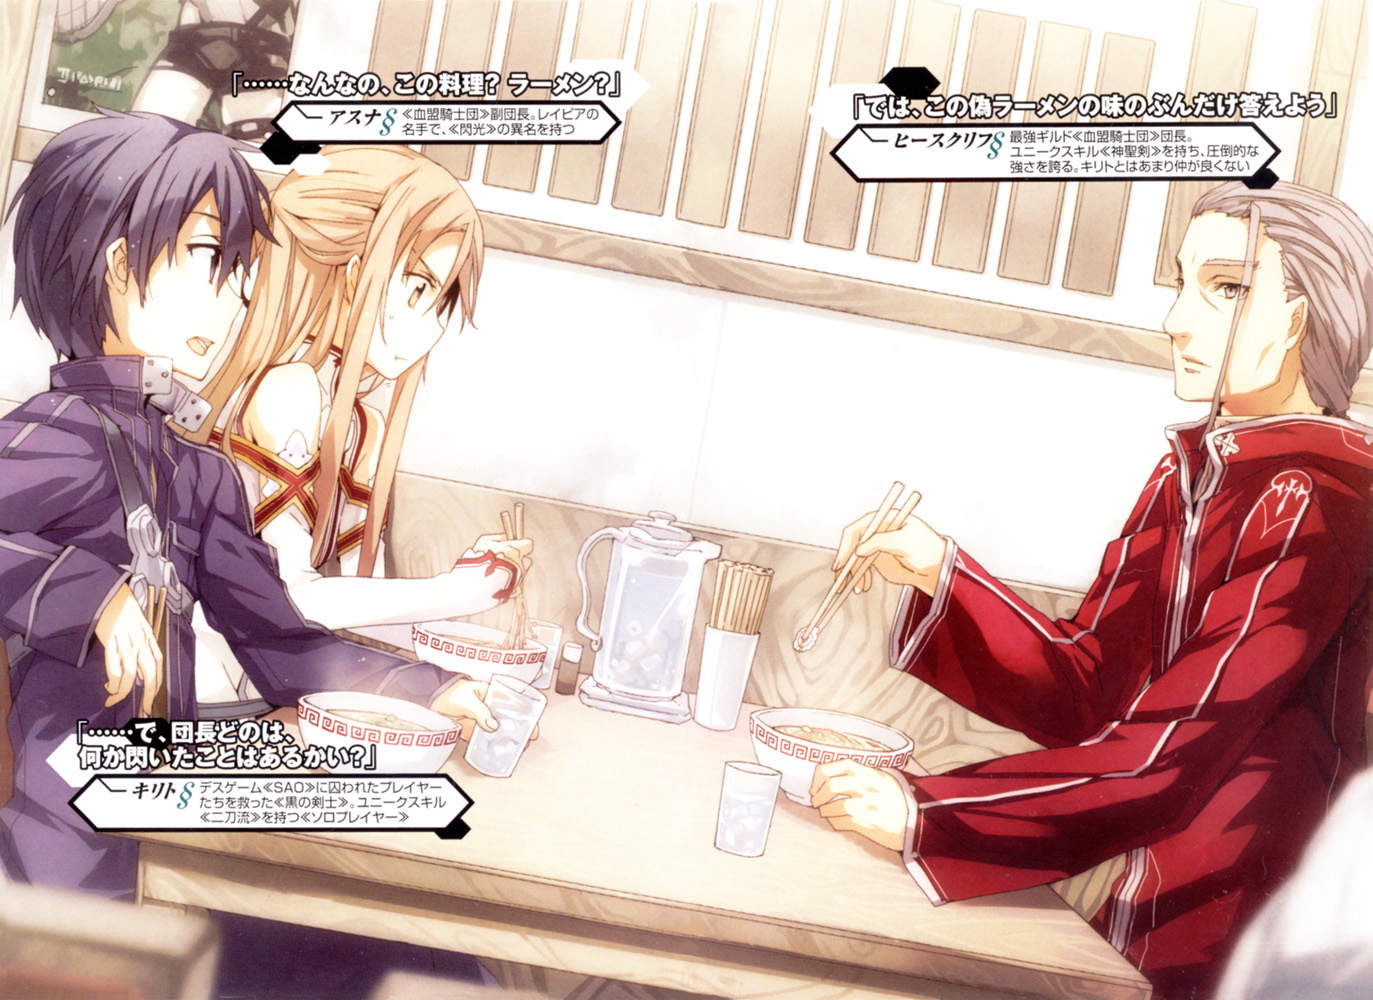 「……なんなの、この料理？ ラーメン？」
アスナ§
≪血盟騎士団≫副団長。レイピアの
名手で、≪閃光≫の異名を持つ
『では、この偽ラーメンの味のぶんだけ答えよう』
ヒースクリフ§
最強ギルド≪血盟騎士団≫団長。
ユニークスキル≪神聖剣≫を持ち、圧倒的な
強さを誇る。キリトとはあまり仲が良くない
「……で、団長どのは、
何か閃いたことはあるかい？」
キリト§
デスゲーム≪SAO≫に囚われたプレイヤー
たちを救った≪黒の剣士≫。ユニークスキル
≪二刀流≫を持つ≪ソロプレイヤー≫